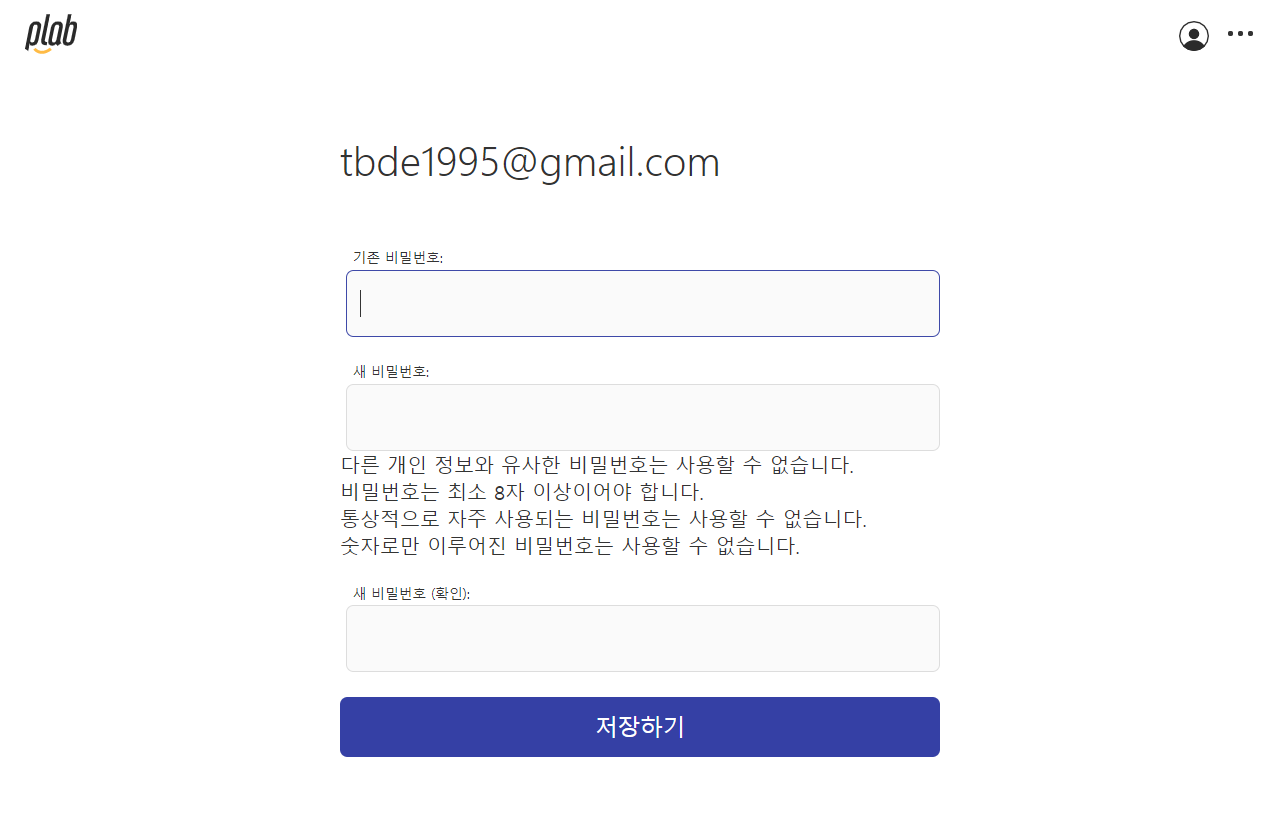 plab
tbde1995@gmail.com
기존 비밀번호:
새 비밀번호:
다른 개인 정보와 유사한 비밀번호는 사용할 수 없습니다.
비밀번호는 최소 8자 이상이어야 합니다.
통상적으로 자주 사용되는 비밀번호는 사용할 수 없습니다.
숫자로만 이루어진 비밀번호는 사용할 수 없습니다.
새 비밀번호 (확인):
저장하기